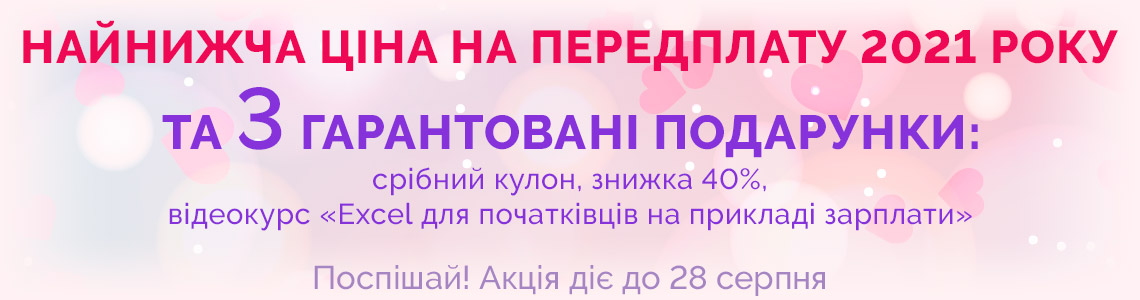 НАЙНИЖЧА ЦІНА НА ПЕРЕДПЛАТУ 2021 РОКУ
ТА 3 ГАРАНТОВАНІ ПОДАРУНКИ:
срібний кулон, знижка 40%,
відеокурс «Excel для початківців на прикладі зарплати»
Поспішай! Акція діє до 28 серпня